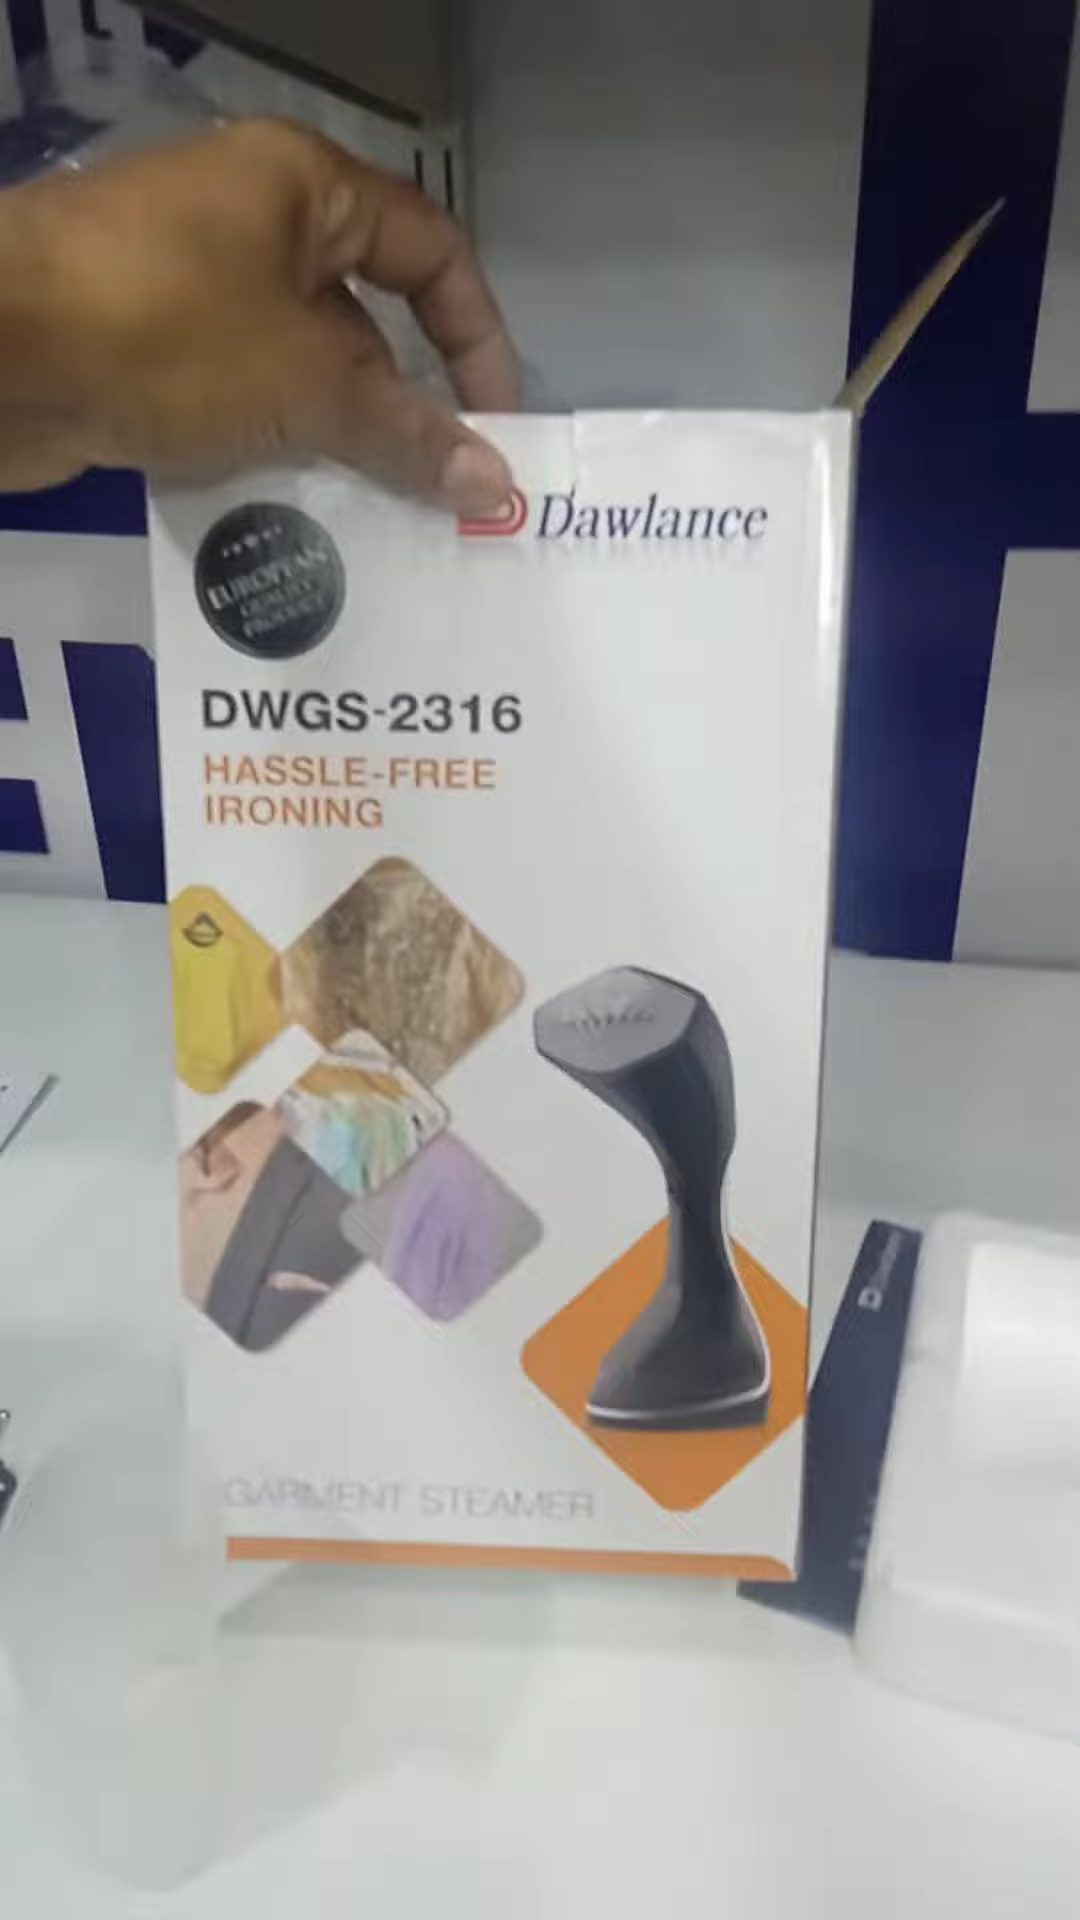 Dawlance
EUROPEAN
QUALITY
PRODUCT
DWGS-2316
HASSLE-FREE
IRONING
GARMENT STEAMER